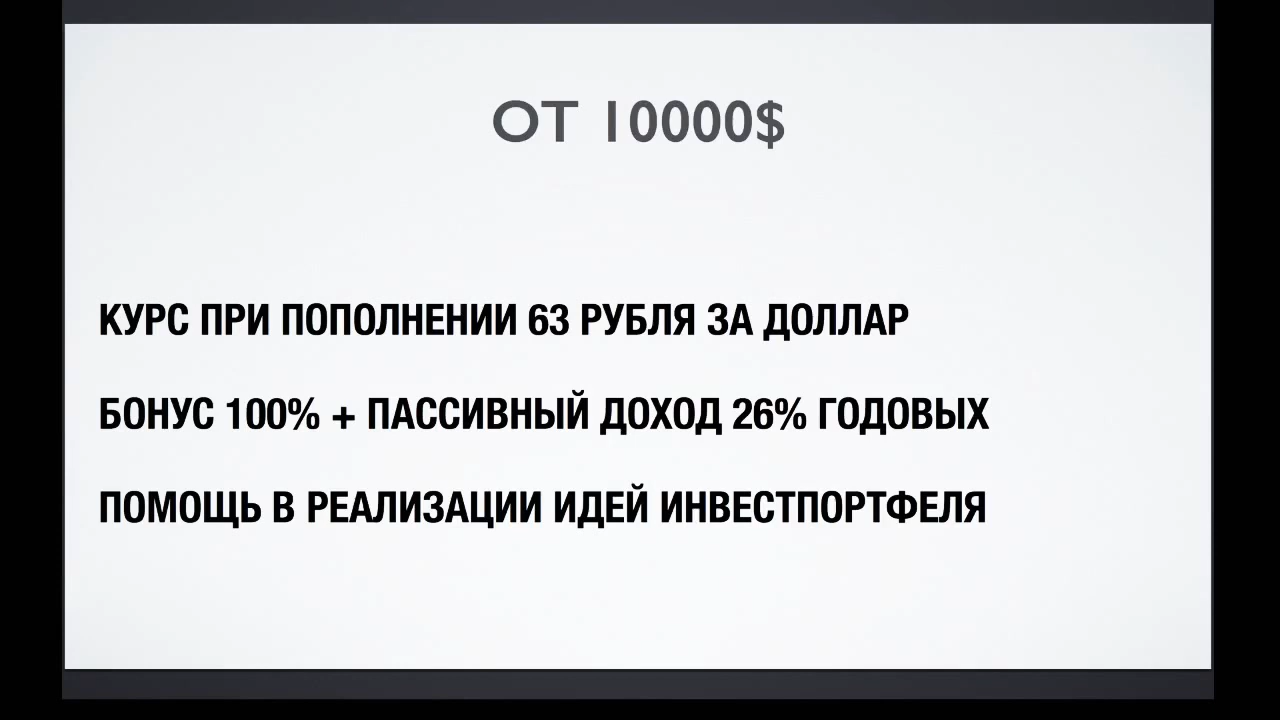 ОТ 10000$
КУРС ПРИ ПОПОЛНЕНИИ 63 РУБЛЯ ЗА ДОЛЛАР
БОНУС 100% + ПАССИВНЫЙ ДОХОД 26% ГОДОВЫХ
ПОМОЩЬ В РЕАЛИЗАЦИИ ИДЕЙ ИНВЕСТПОРТФЕЛЯ